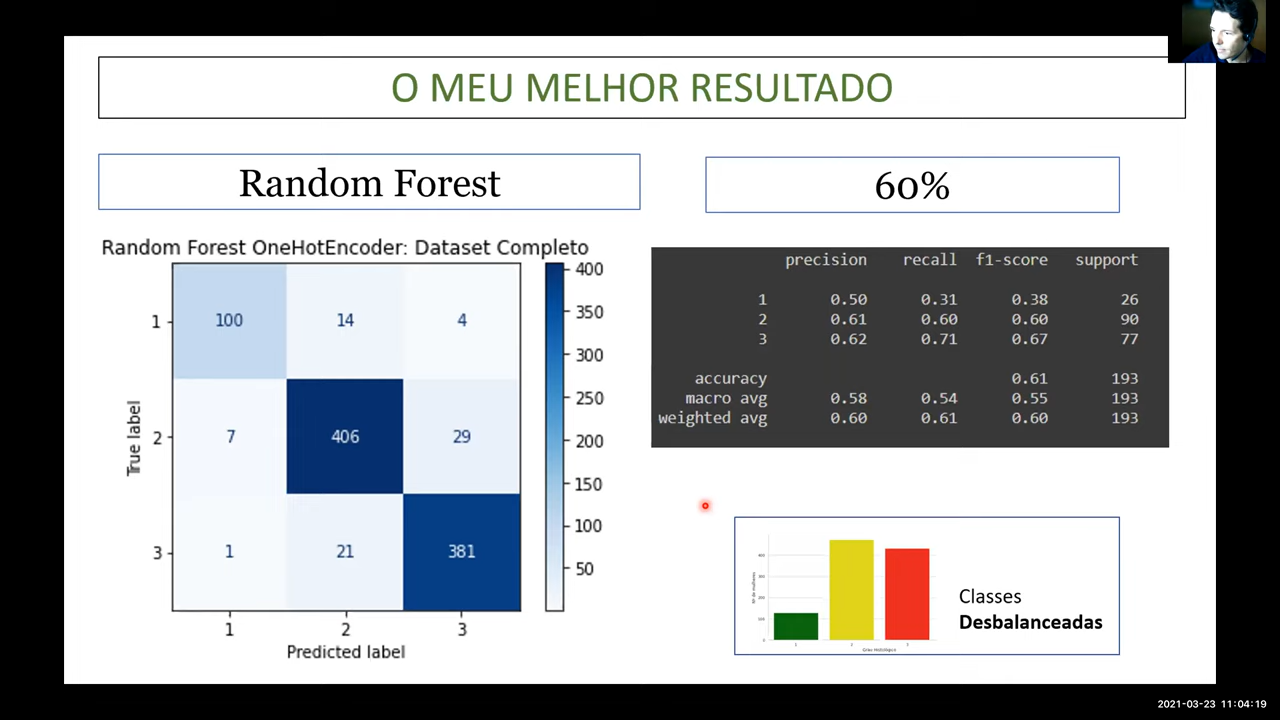 O MEU MELHOR RESULTADO
Random Forest
60%
Random Forest OneHotEncoder: Dataset Completo
True label
1
2
3
100 14 4
7 406 29
1 21 381
1 2 3
Predicted label
400
350
300
250
200
150
100
50
precision recall f1-score support
1 0.50 0.31 0.38 26
2 0.61 0.60 0.60 90
3 0.62 0.71 0.67 77
accuracy 0.61 193
macro avg 0.58 0.54 0.55 193
weighted avg 0.60 0.61 0.60 193
Classes
Desbalanceadas
2021-03-23 11:04:19